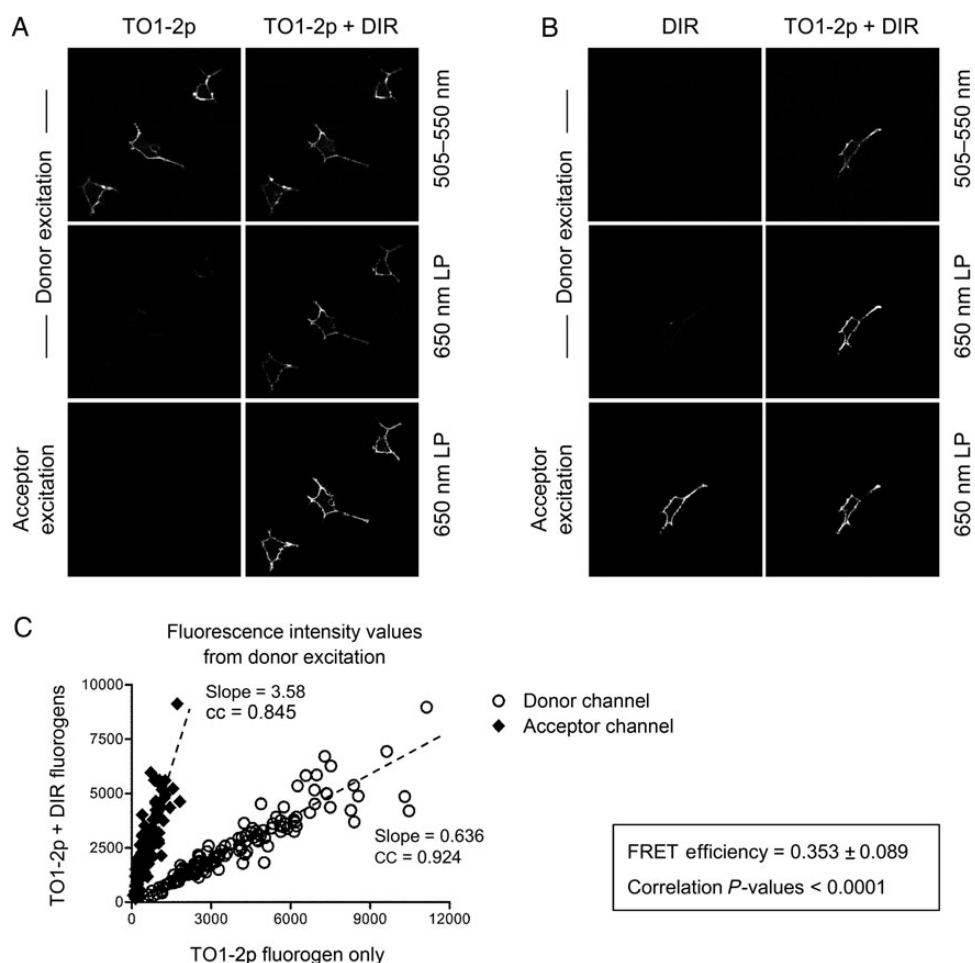 A
TO1-2p
TO1-2p + DIR
Donor excitation
Acceptor
excitation
505–550 nm
650 nm LP
650 nm LP
B
DIR
TO1-2p + DIR
Donor excitation
Acceptor
excitation
505–550 nm
650 nm LP
650 nm LP
C
Fluorescence intensity values
from donor excitation
TO1-2p + DIR fluorogens
10000
7500
5000
2500
0
Slope = 3.58
cc = 0.845
Slope = 0.636
cc = 0.924
0
3000
6000
9000
12000
TO1-2p fluorogen only
Donor channel
Acceptor channel
FRET efficiency = 0.353 ± 0.089
Correlation P-values < 0.0001